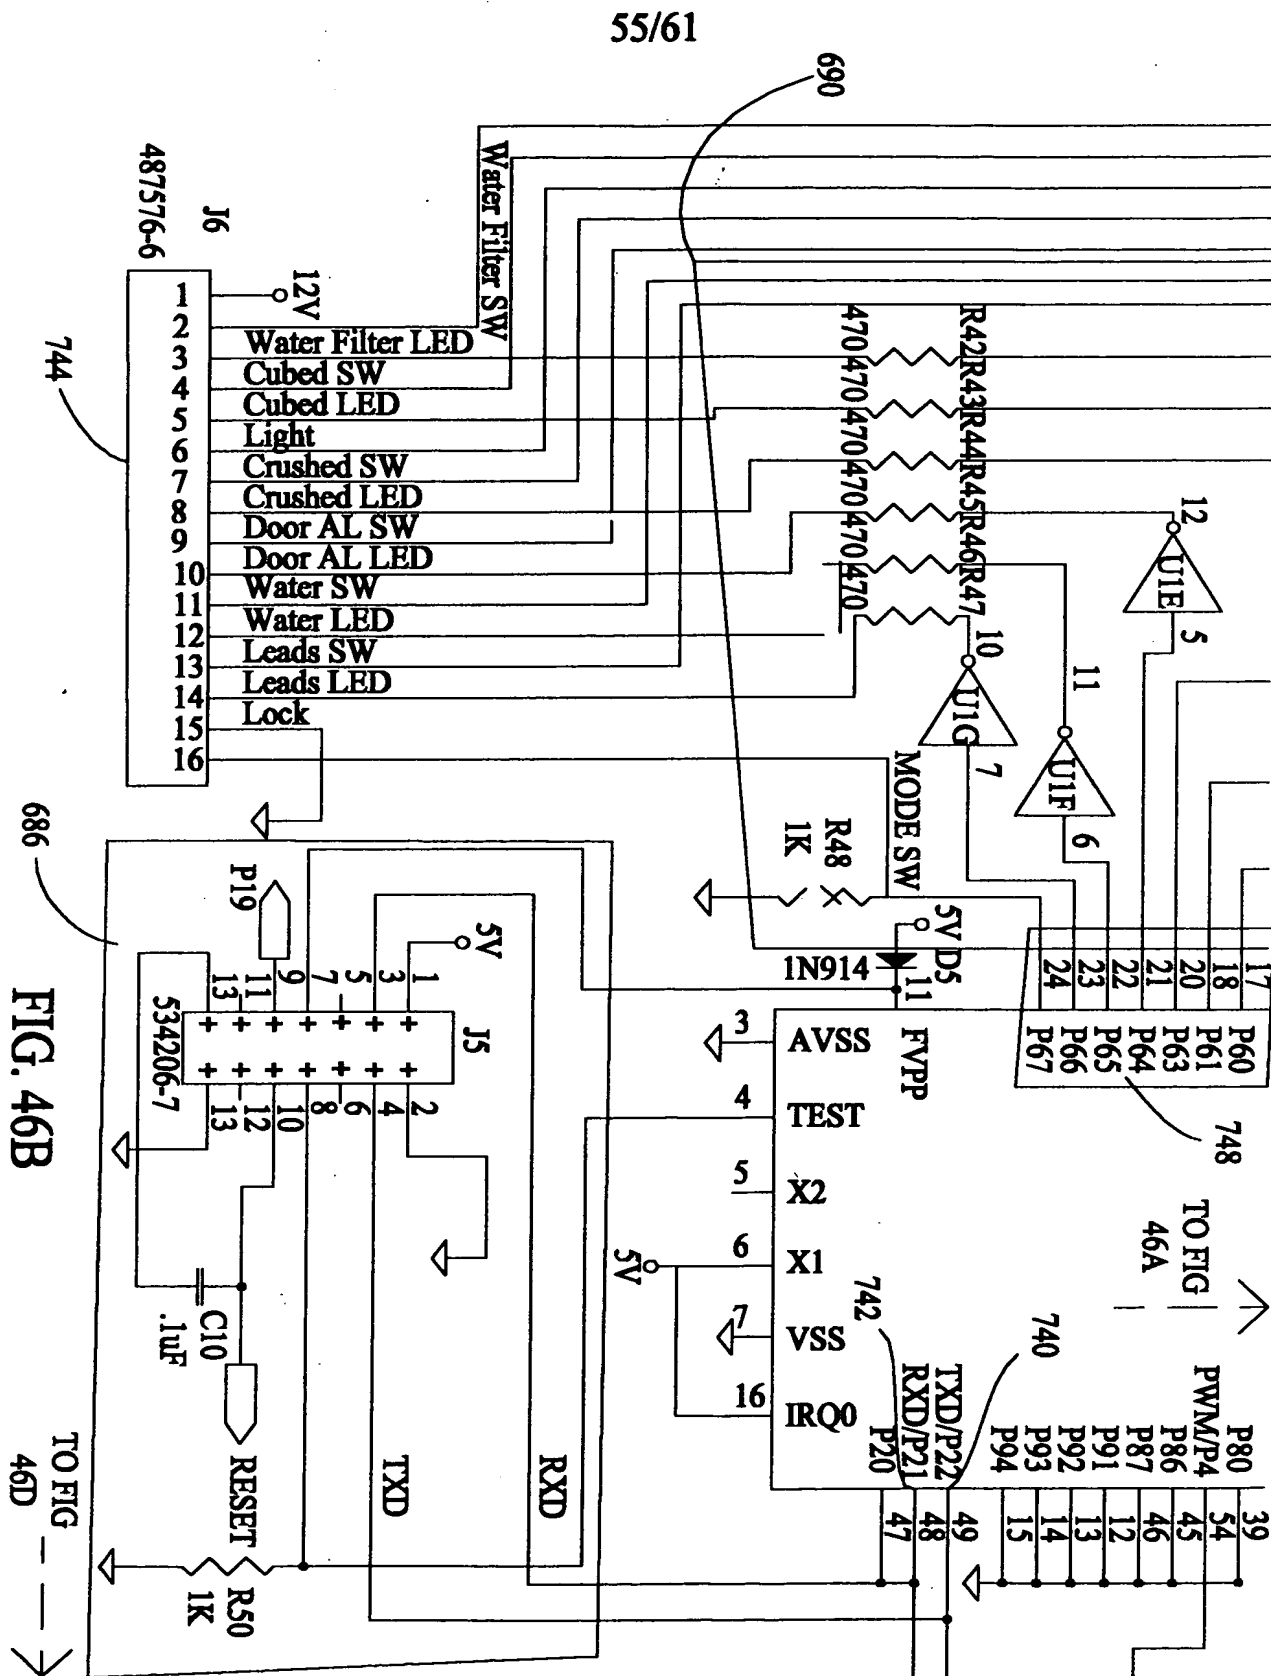 55/61
690
J6
487576-6
744
12V
1
2
3
4
5
6
7
8
9
10
11
12
13
14
15
16
Water Filter SW
Water Filter LED
Cubed SW
Cubed LED
Light
Crushed SW
Crushed LED
Door AL SW
Door AL LED
Water SW
Water LED
Leads SW
Leads LED
Lock
470
470
470
470
470
470
R42
R43
R44
R45
R46
R47
12
U1E
5
11
U1F
6
10
U1G
7
MODE SW
R48
1K
5V
D5
1N914
11
FVPP
24
23
22
21
20
18
17
P67
P66
P65
P64
P63
P61
P60
748
3
AVSS
4
TEST
5
X2
6
X1
5V
7
VSS
16
IRQ0
TO FIG
46A
742
740
P20
RXD/P21
TXD/P22
P94
P93
P92
P91
P87
P86
PWM/P4
P80
47
48
49
15
14
13
12
46
45
54
39
686
P19
5V
13
11
9
7
5
3
1
J5
534206-7
13
12
10
8
6
4
2
C10
.1uF
RESET
TXD
RXD
R50
1K
FIG. 46B
TO FIG
46D